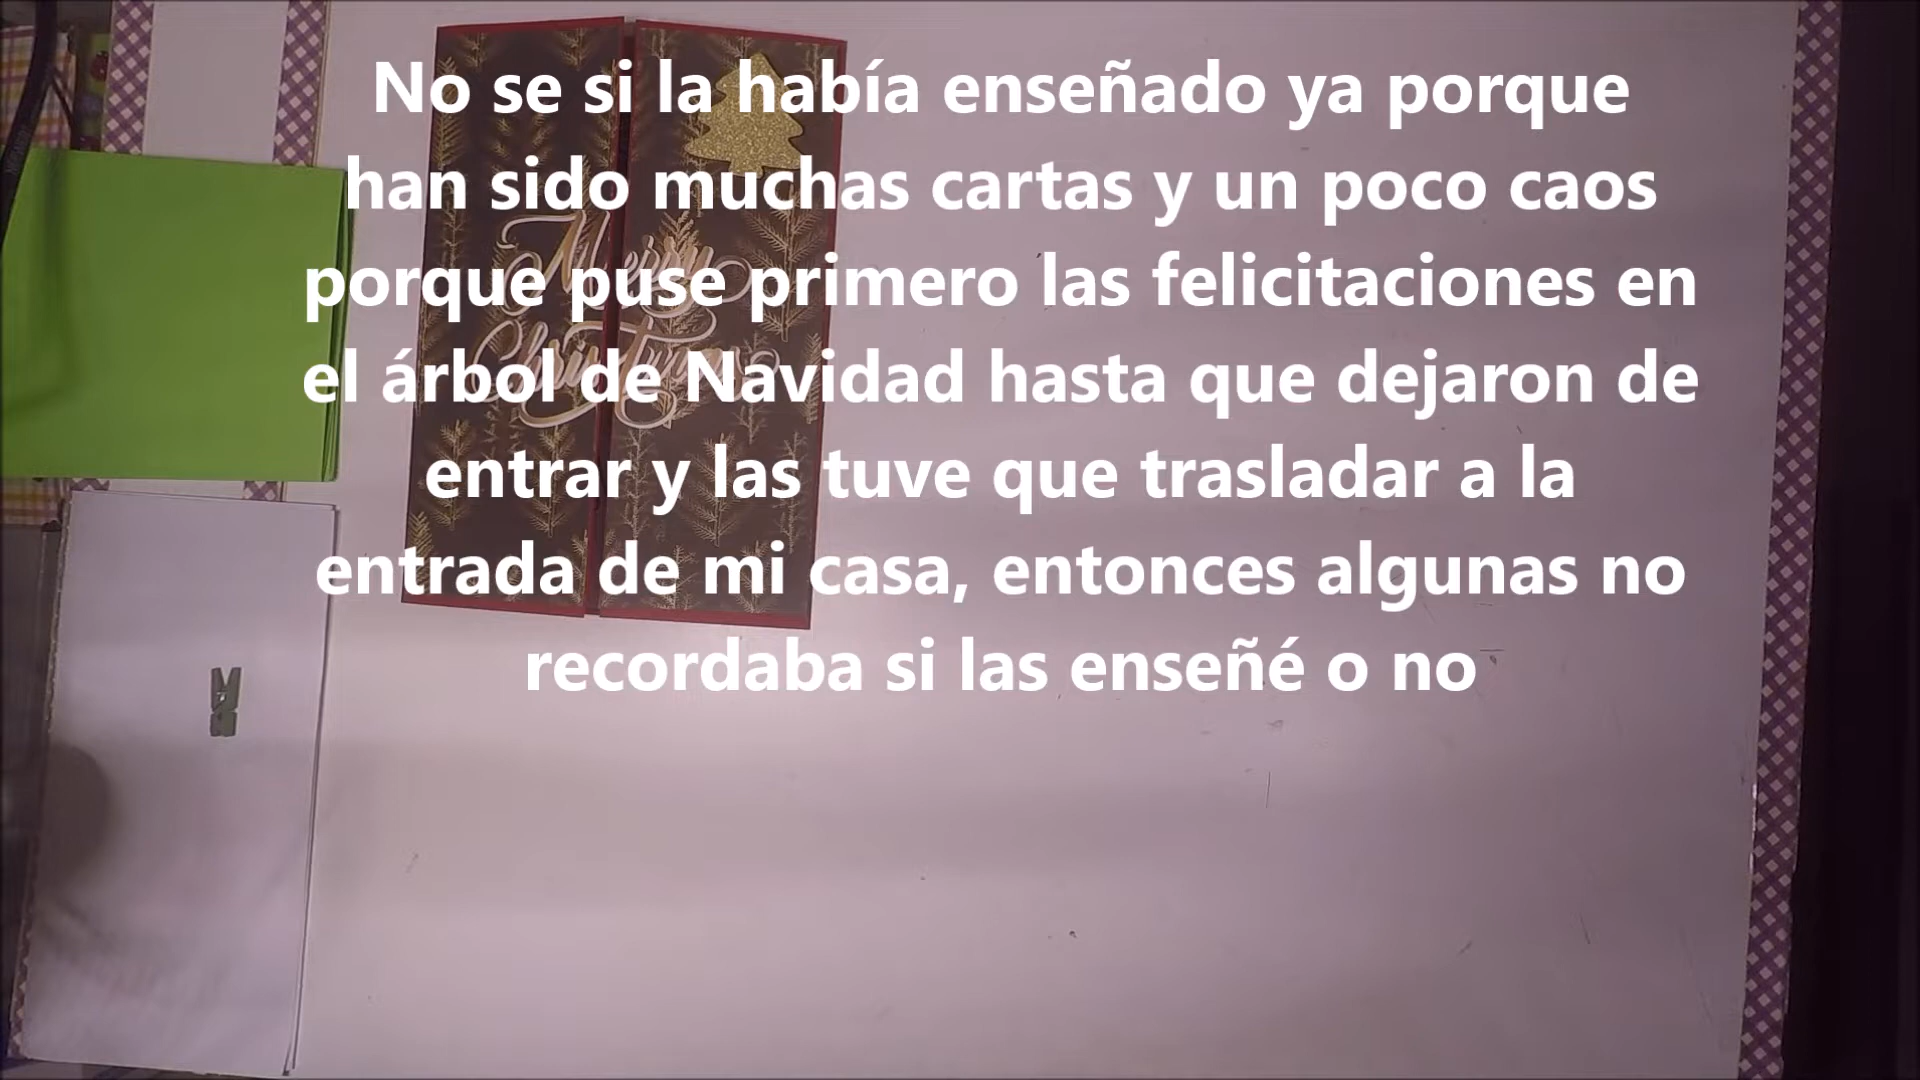 No se si la había enseñado ya porque
han sido muchas cartas y un poco caos
porque puse primero las felicitaciones en
el árbol de Navidad hasta que dejaron de
entrar y las tuve que trasladar a la
entrada de mi casa, entonces algunas no
recordaba si las enseñé o no
Merry
Christmas